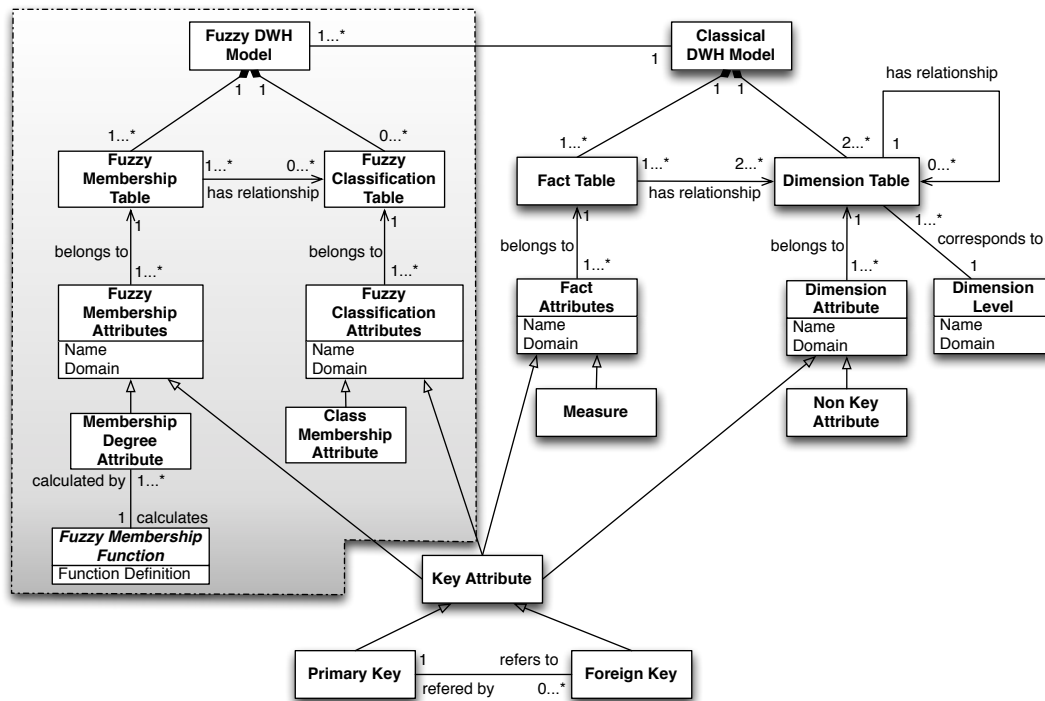 Fuzzy DWH
Model
1...*
1
Classical
DWH Model
1
1
1
1
has relationship
1...*
0...*
1...*
2...*
1
0...*
Fuzzy
Membership
Table
1...*
0...*
has relationship
Fuzzy
Classification
Table
Fact Table
1...*
2...*
has relationship
Dimension Table
1
belongs to
1...*
1
belongs to
1...*
1
belongs to
1...*
1
belongs to
1...*
1...*
corresponds to
1
Fuzzy
Membership
Attributes
Name
Domain
Fuzzy
Classification
Attributes
Name
Domain
Fact
Attributes
Name
Domain
Dimension
Attribute
Name
Domain
Dimension
Level
Name
Domain
Membership
Degree
Attribute
Class
Membership
Attribute
Measure
Non Key
Attribute
calculated by
1...*
1
calculates
Fuzzy Membership
Function
Function Definition
Key Attribute
Primary Key
1
refers to
refered by
0...*
Foreign Key